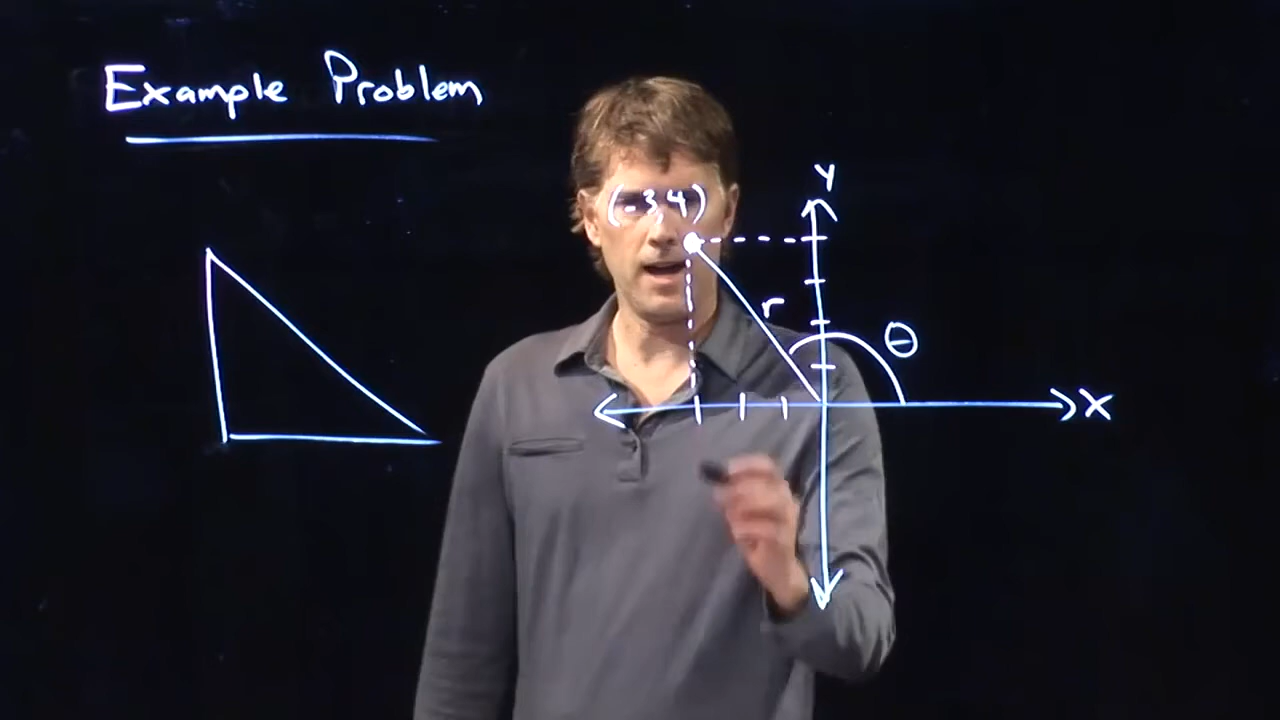 Example Problem
(-3,4)
y
r
θ
x